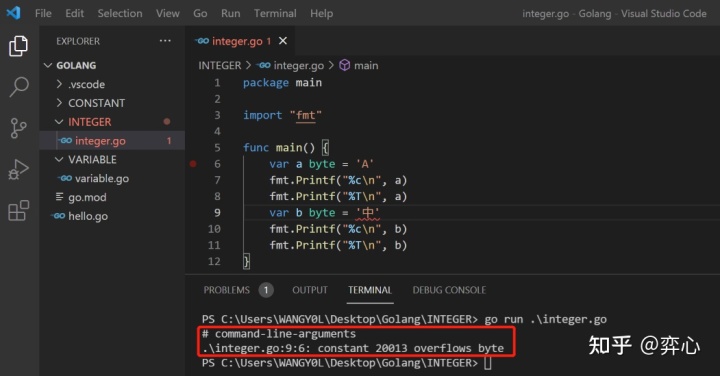 File Edit Selection View Go Run Terminal Help integer.go - Golang - Visual Studio Code
EXPLORER ···
GOLANG
.vscode
CONSTANT
INTEGER
integer.go 1
VARIABLE
variable.go
go.mod
hello.go
integer.go 1
INTEGER > integer.go > main
1 package main
2
3 import "fmt"
4
5 func main() {
6 var a byte = 'A'
7 fmt.Printf("%c\n", a)
8 fmt.Printf("%T\n", a)
9 var b byte = '中'
10 fmt.Printf("%c\n", b)
11 fmt.Printf("%T\n", b)
12 }
PROBLEMS 1 OUTPUT TERMINAL DEBUG CONSOLE
PS C:\Users\WANGY0L\Desktop\Golang\INTEGER> go run .\integer.go
# command-line-arguments
.\integer.go:9:6: constant 20013 overflows byte
PS C:\Users\WANGY0L\Desktop\Golang\INTEGER>
知乎 @弈心